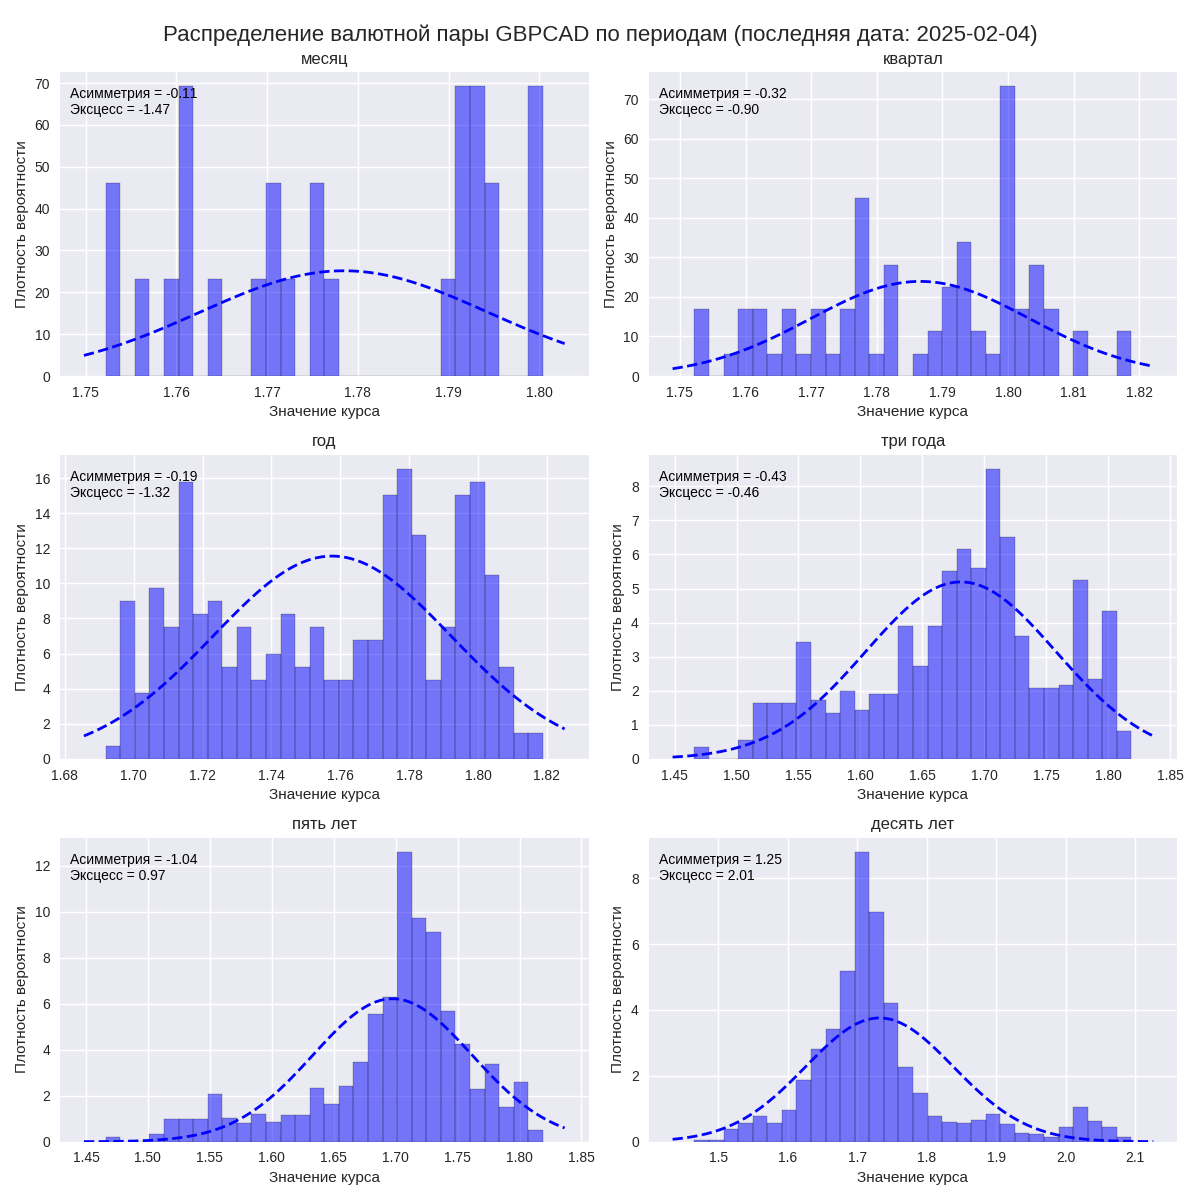 Распределение валютной пары GBPCAD по периодам (последняя дата: 2025-02-04)
месяц
Асимметрия = -0.11
Эксцесс = -1.47
Плотность вероятности
70
60
50
40
30
20
10
0
1.75 1.76 1.77 1.78 1.79 1.80
Значение курса
квартал
Асимметрия = -0.32
Эксцесс = -0.90
Плотность вероятности
70
60
50
40
30
20
10
0
1.75 1.76 1.77 1.78 1.79 1.80 1.81 1.82
Значение курса
год
Асимметрия = -0.19
Эксцесс = -1.32
Плотность вероятности
16
14
12
10
8
6
4
2
0
1.68 1.70 1.72 1.74 1.76 1.78 1.80 1.82
Значение курса
три года
Асимметрия = -0.43
Эксцесс = -0.46
Плотность вероятности
8
7
6
5
4
3
2
1
0
1.45 1.50 1.55 1.60 1.65 1.70 1.75 1.80 1.85
Значение курса
пять лет
Асимметрия = -1.04
Эксцесс = 0.97
Плотность вероятности
12
10
8
6
4
2
0
1.45 1.50 1.55 1.60 1.65 1.70 1.75 1.80 1.85
Значение курса
десять лет
Асимметрия = 1.25
Эксцесс = 2.01
Плотность вероятности
8
6
4
2
0
1.5 1.6 1.7 1.8 1.9 2.0 2.1
Значение курса